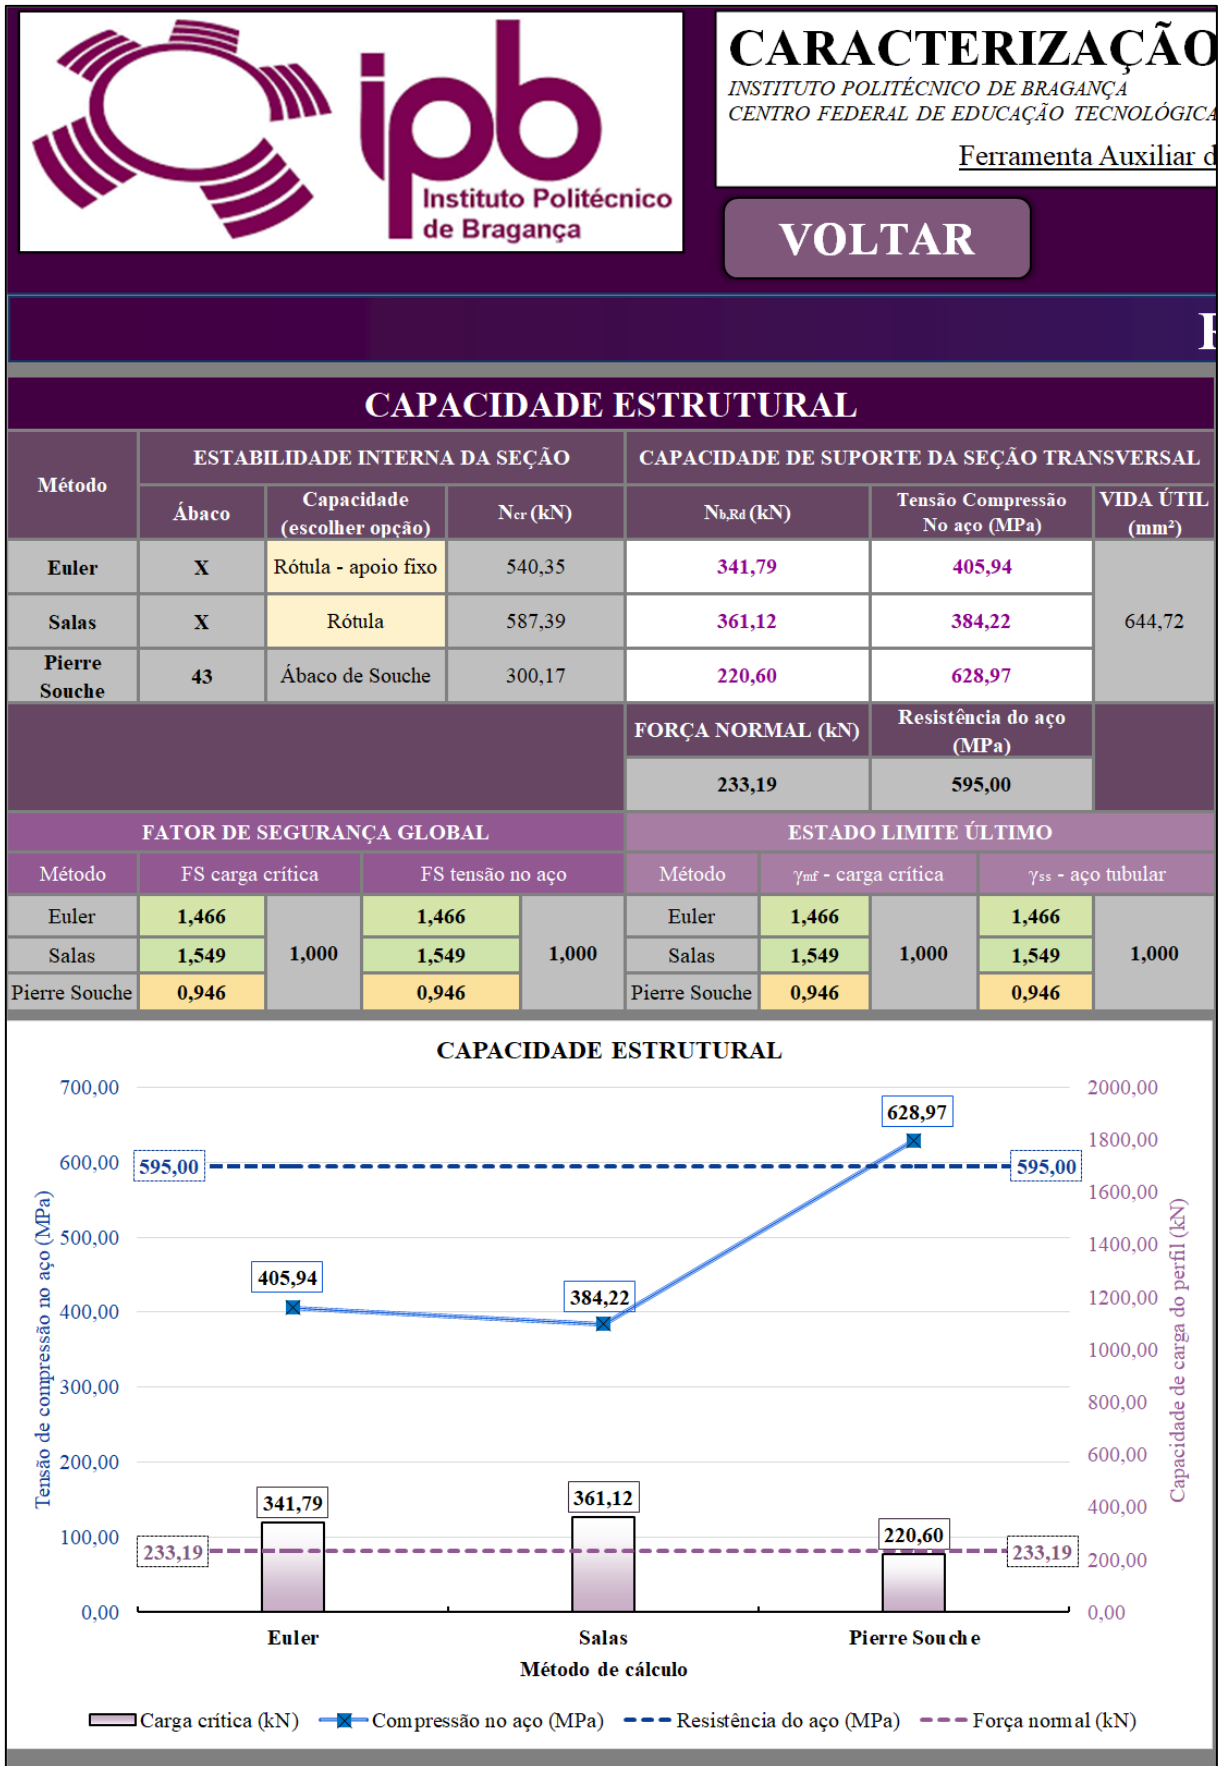 ipb
Instituto Politécnico
de Bragança
CARACTERIZAÇÃO
INSTITUTO POLITÉCNICO DE BRAGANÇA
CENTRO FEDERAL DE EDUCAÇÃO TECNOLÓGICA
Ferramenta Auxiliar d
VOLTAR
CAPACIDADE ESTRUTURAL
Método ESTABILIDADE INTERNA DA SEÇÃO CAPACIDADE DE SUPORTE DA SEÇÃO TRANSVERSAL
Ábaco Capacidade (escolher opção) Ncr (kN) Nb,Rd (kN) Tensão Compressão No aço (MPa) VIDA ÚTIL (mm²)
Euler X Rótula - apoio fixo 540,35 341,79 405,94
Salas X Rótula 587,39 361,12 384,22 644,72
Pierre Souche 43 Ábaco de Souche 300,17 220,60 628,97
FORÇA NORMAL (kN) Resistência do aço (MPa)
233,19 595,00
FATOR DE SEGURANÇA GLOBAL ESTADO LIMITE ÚLTIMO
Método FS carga crítica FS tensão no aço Método γmf - carga crítica γss - aço tubular
Euler 1,466 1,466 Euler 1,466 1,466
Salas 1,549 1,000 1,549 1,000 Salas 1,549 1,000 1,549 1,000
Pierre Souche 0,946 0,946 Pierre Souche 0,946 0,946
CAPACIDADE ESTRUTURAL
700,00 2000,00
628,97
1800,00
600,00 595,00 595,00
1600,00
500,00
1400,00
405,94
384,22
400,00 1200,00
1000,00
300,00
800,00
200,00 600,00
341,79 361,12
400,00
100,00 220,60
233,19 233,19
200,00
0,00 0,00
Tensão de compressão no aço (MPa)
Capacidade de carga do perfil (kN)
Euler Salas Pierre Souche
Método de cálculo
Carga crítica (kN) Compressão no aço (MPa) Resistência do aço (MPa) Força normal (kN)